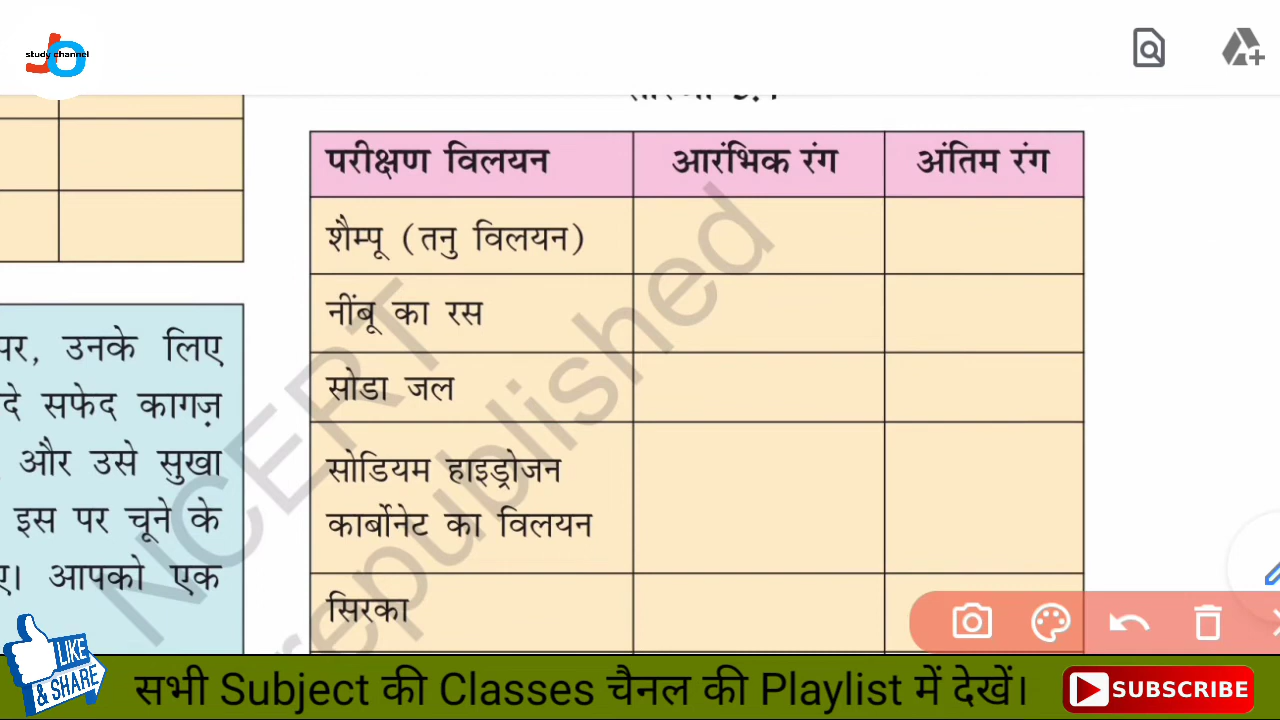 study channel
परीक्षण विलयन आरंभिक रंग अंतिम रंग
शैम्पू (तनु विलयन)
नींबू का रस
सोडा जल
सोडियम हाइड्रोजन
कार्बोनेट का विलयन
सिरका
पर, उनके लिए
दे सफेद कागज़
और उसे सुखा
इस पर चूने के
आपको एक
NCERT
republished
LIKE
& SHARE
सभी Subject की Classes चैनल की Playlist में देखें।
SUBSCRIBE